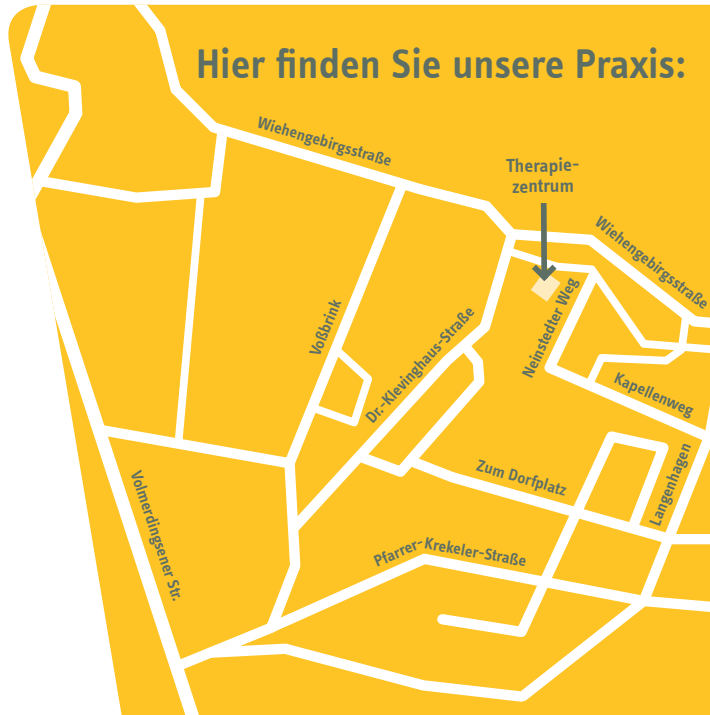 Hier finden Sie unsere Praxis:
Wiehengebirgsstraße
Therapie-
zentrum
Wiehengebirgsstraße
Neinstedter Weg
Voßbrink
Dr.-Klevinghaus-Straße
Kapellenweg
Langenhagen
Zum Dorfplatz
Volmerdingsener Str.
Pfarrer-Krekeler-Straße